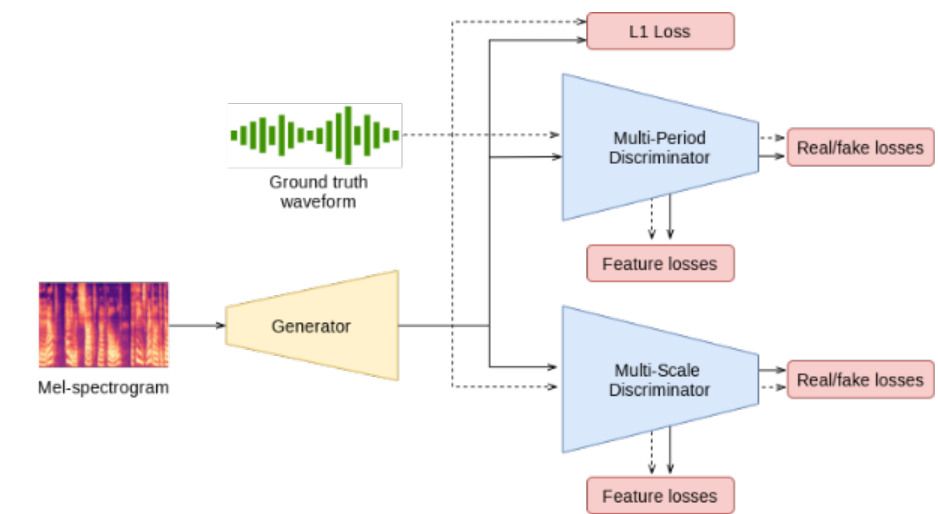 L1 Loss
Multi-Period
Discriminator
Real/fake losses
Ground truth
waveform
Feature losses
Generator
Mel-spectrogram
Multi-Scale
Discriminator
Real/fake losses
Feature losses